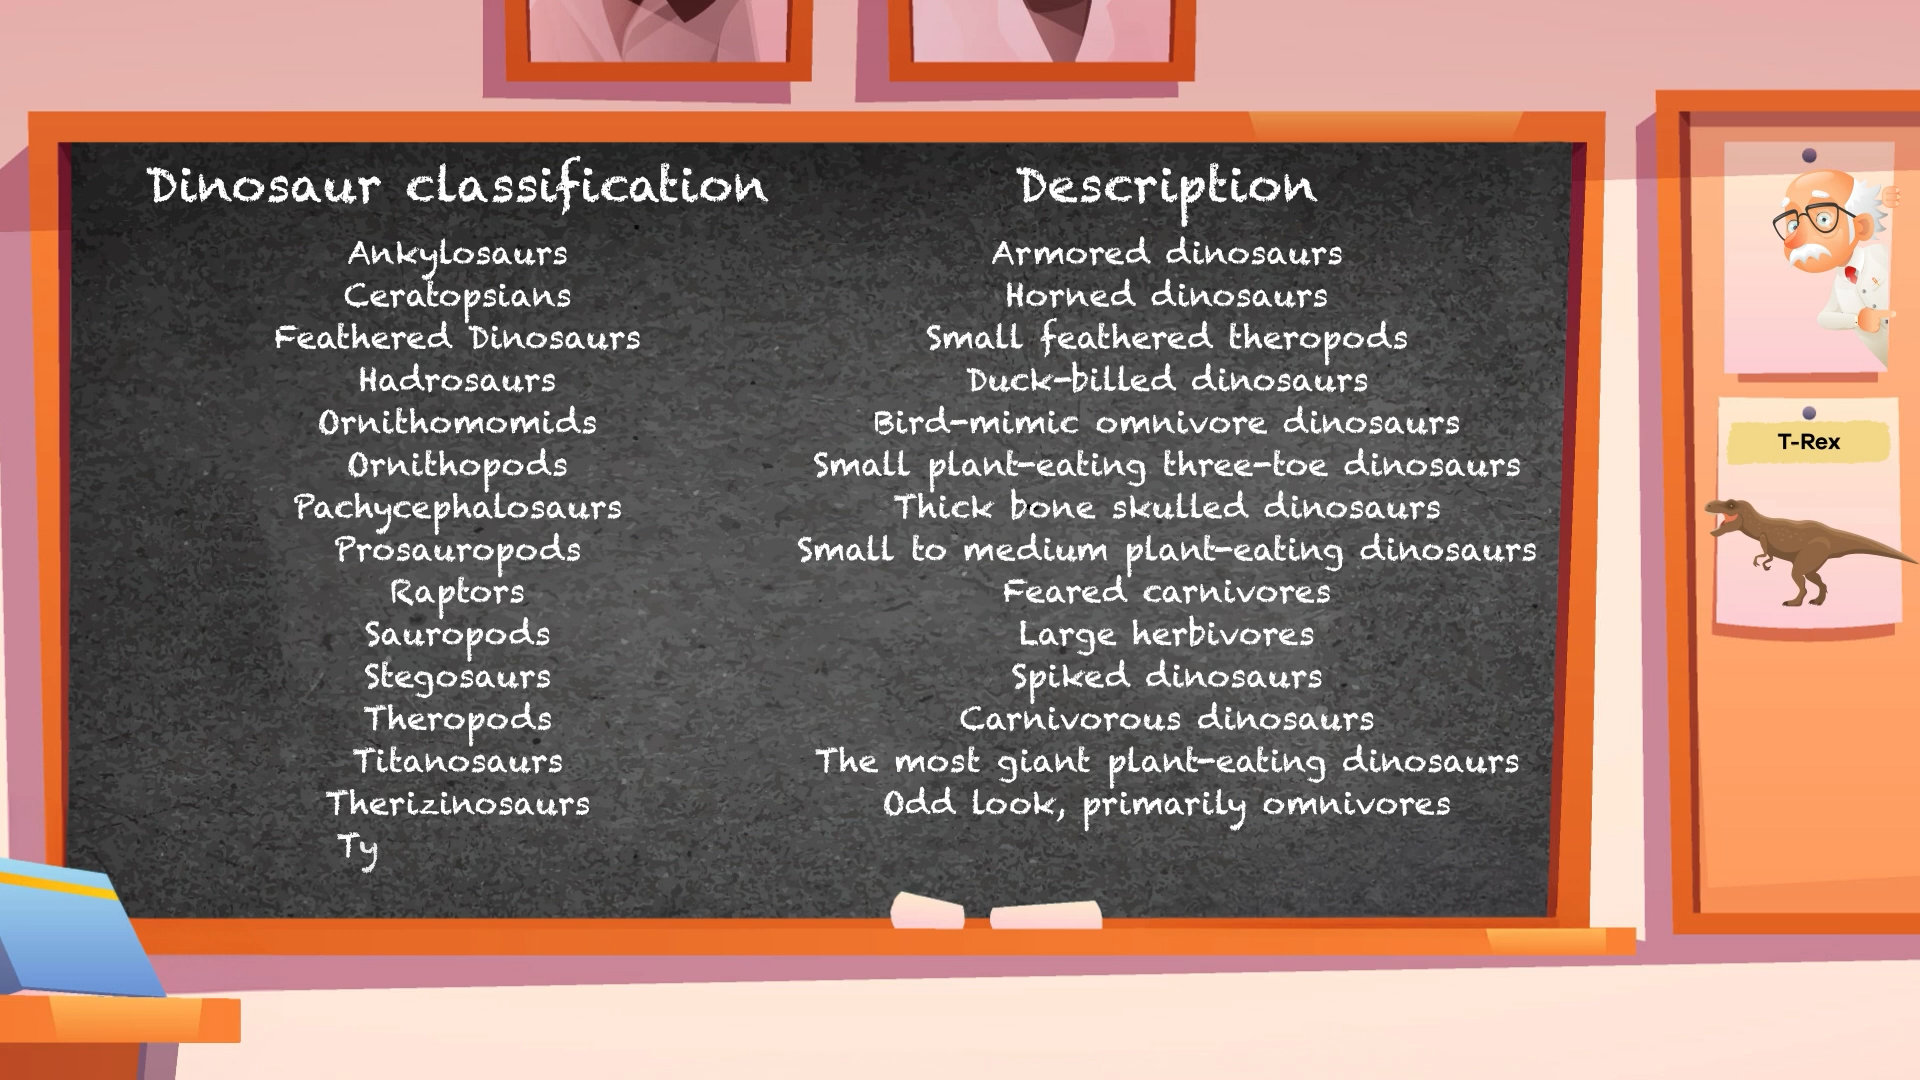 Dinosaur classification Description
Ankylosaurs Armored dinosaurs
Ceratopsians Horned dinosaurs
Feathered Dinosaurs Small feathered theropods
Hadrosaurs Duck-billed dinosaurs
Ornithomomids Bird-mimic omnivore dinosaurs
Ornithopods Small plant-eating three-toe dinosaurs
Pachycephalosaurs Thick bone skulled dinosaurs
Prosauropods Small to medium plant-eating dinosaurs
Raptors Feared carnivores
Sauropods Large herbivores
Stegosaurs Spiked dinosaurs
Theropods Carnivorous dinosaurs
Titanosaurs The most giant plant-eating dinosaurs
Therizinosaurs Odd look, primarily omnivores
Ty
T-Rex